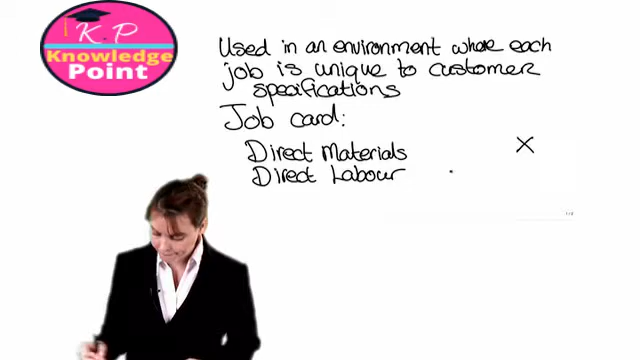 K.P
Knowledge
Point
Used in an environment where each
job is unique to customer
specifications
Job card:
Direct Materials X
Direct Labour